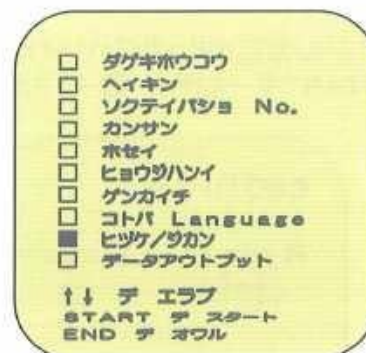 □ ダゲキホウコウ
□ ヘイキン
□ ソクテイバショ No.
□ カンサン
□ ホセイ
□ ヒョウジハンイ
□ ゲンカイチ
□ コトバ Language
■ ヒヅケ/ジカン
□ データアウトプット
↑↓ デ エラブ
START デ スタート
END デ オワル